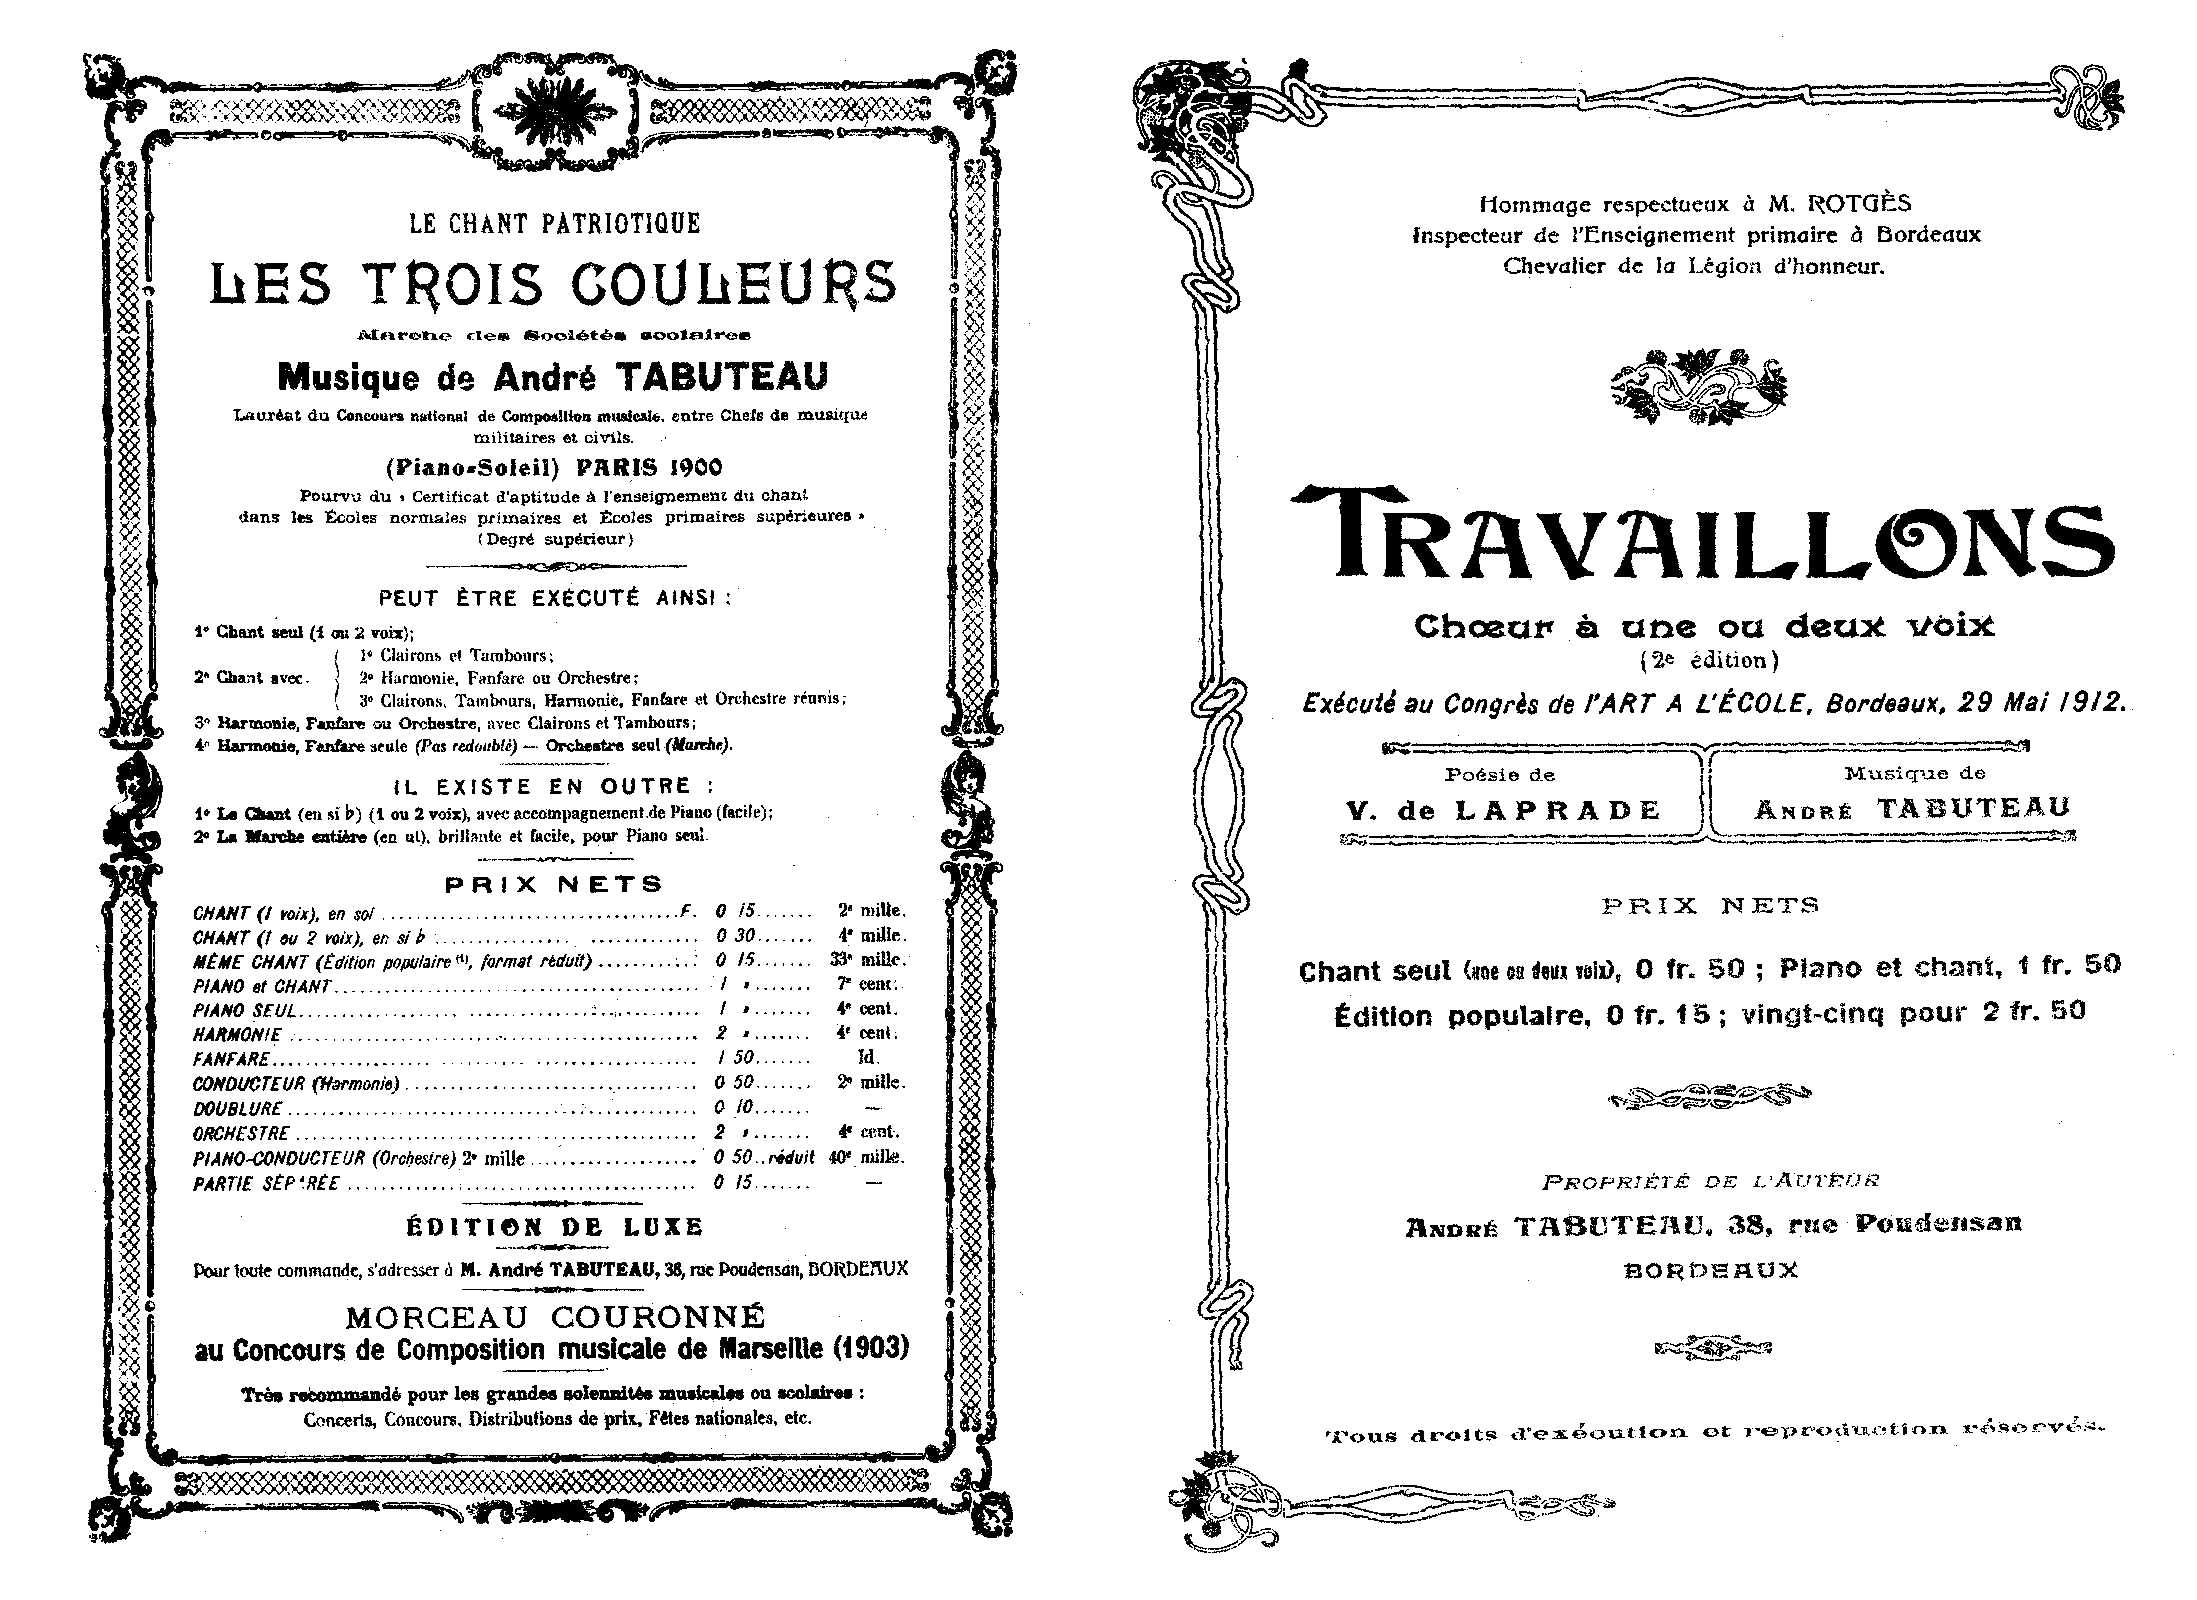 LE CHANT PATRIOTIQUE
LES TROIS COULEURS
Marche des Sociétés scolaires
Musique de André TABUTEAU
Lauréat du Concours national de Composition musicale, entre Chefs de musique
militaires et civils.
(Piano-Soleil) PARIS 1900
Pourvu du « Certificat d'aptitude à l'enseignement du chant
dans les Écoles normales primaires et Écoles primaires supérieures »
(Degré supérieur)
PEUT ÊTRE EXÉCUTÉ AINSI :
1º Chant seul (1 ou 2 voix);
1º Clairons et Tambours;
2º Chant avec. 2º Harmonie, Fanfare ou Orchestre;
3º Clairons, Tambours, Harmonie, Fanfare et Orchestre réunis;
3º Harmonie, Fanfare ou Orchestre, avec Clairons et Tambours;
4º Harmonie, Fanfare seule (Pas redoublé) — Orchestre seul (Marche).
IL EXISTE EN OUTRE :
1º Le Chant (en si b) (1 ou 2 voix), avec accompagnement de Piano (facile);
2º La Marche entière (en ut), brillante et facile, pour Piano seul.
PRIX NETS
CHANT (1 voix), en sol ........ F. 0 15 ....... 2e mille.
CHANT (1 ou 2 voix), en si b ........ 0 30 ....... 4e mille.
MÊME CHANT (Édition populaire (1), format réduit) ........ 0 15 ....... 33e mille.
PIANO et CHANT ........ 1 » ....... 7e cent.
PIANO SEUL ........ 1 » ....... 4e cent.
HARMONIE ........ 2 » ....... 4e cent.
FANFARE ........ 1 50 ....... Id.
CONDUCTEUR (Harmonie) ........ 0 50 ....... 2e mille.
DOUBLURE ........ 0 10 ....... —
ORCHESTRE ........ 2 » ....... 4e cent.
PIANO-CONDUCTEUR (Orchestre) 2e mille ........ 0 50 .. réduit 40e mille.
PARTIE SÉPARÉE ........ 0 15 ....... —
ÉDITION DE LUXE
Pour toute commande, s'adresser à M. André TABUTEAU, 38, rue Poudensan, BORDEAUX
MORCEAU COURONNÉ
au Concours de Composition musicale de Marseille (1903)
Très recommandé pour les grandes solennités musicales ou scolaires :
Concerts, Concours, Distributions de prix, Fêtes nationales, etc.
Hommage respectueux à M. ROTGÈS
Inspecteur de l'Enseignement primaire à Bordeaux
Chevalier de la Légion d'honneur.
TRAVAILLONS
Chœur à une ou deux voix
(2e édition)
Exécuté au Congrès de l'ART A L'ÉCOLE, Bordeaux, 29 Mai 1912.
Poésie de
V. de LAPRADE
Musique de
ANDRÉ TABUTEAU
PRIX NETS
Chant seul (une ou deux voix), 0 fr. 50 ; Piano et chant, 1 fr. 50
Édition populaire, 0 fr. 15 ; vingt-cinq pour 2 fr. 50
PROPRIÉTÉ DE L'AUTEUR
ANDRÉ TABUTEAU, 38, rue Poudensan
BORDEAUX
Tous droits d'exécution et reproduction réservés.